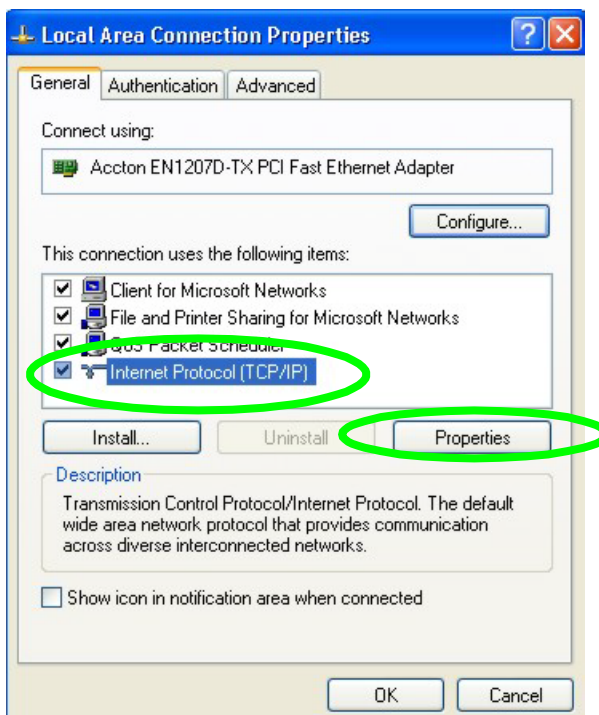 Local Area Connection Properties
General Authentication Advanced
Connect using:
Accton EN1207D-TX PCI Fast Ethernet Adapter
Configure...
This connection uses the following items:
Client for Microsoft Networks
File and Printer Sharing for Microsoft Networks
QoS Packet Scheduler
Internet Protocol (TCP/IP)
Install... Uninstall Properties
Description
Transmission Control Protocol/Internet Protocol. The default
wide area network protocol that provides communication
across diverse interconnected networks.
Show icon in notification area when connected
OK Cancel